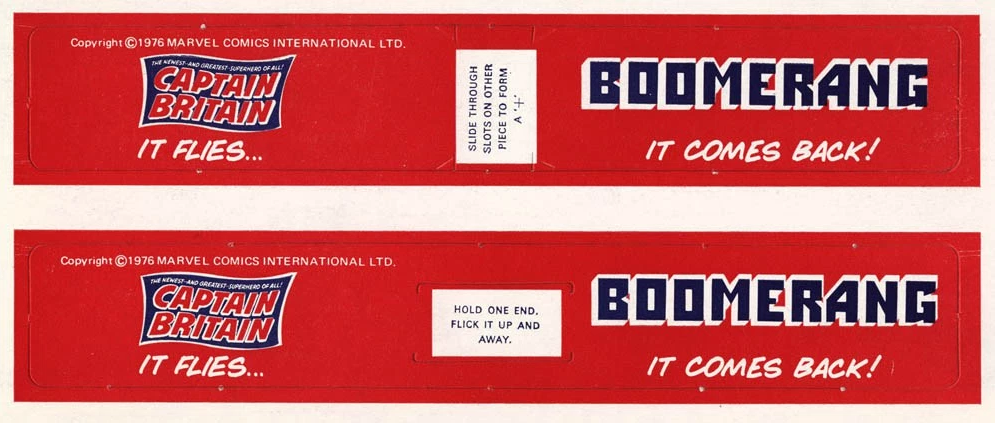 Copyright ©1976 MARVEL COMICS INTERNATIONAL LTD.
THE NEWEST-AND GREATEST-SUPERHERO OF ALL!
CAPTAIN
BRITAIN
IT FLIES...
SLIDE THROUGH
SLOTS ON OTHER
PIECE TO FORM
A '+'
BOOMERANG
IT COMES BACK!
Copyright ©1976 MARVEL COMICS INTERNATIONAL LTD.
THE NEWEST-AND GREATEST-SUPERHERO OF ALL!
CAPTAIN
BRITAIN
IT FLIES...
HOLD ONE END.
FLICK IT UP AND
AWAY.
BOOMERANG
IT COMES BACK!